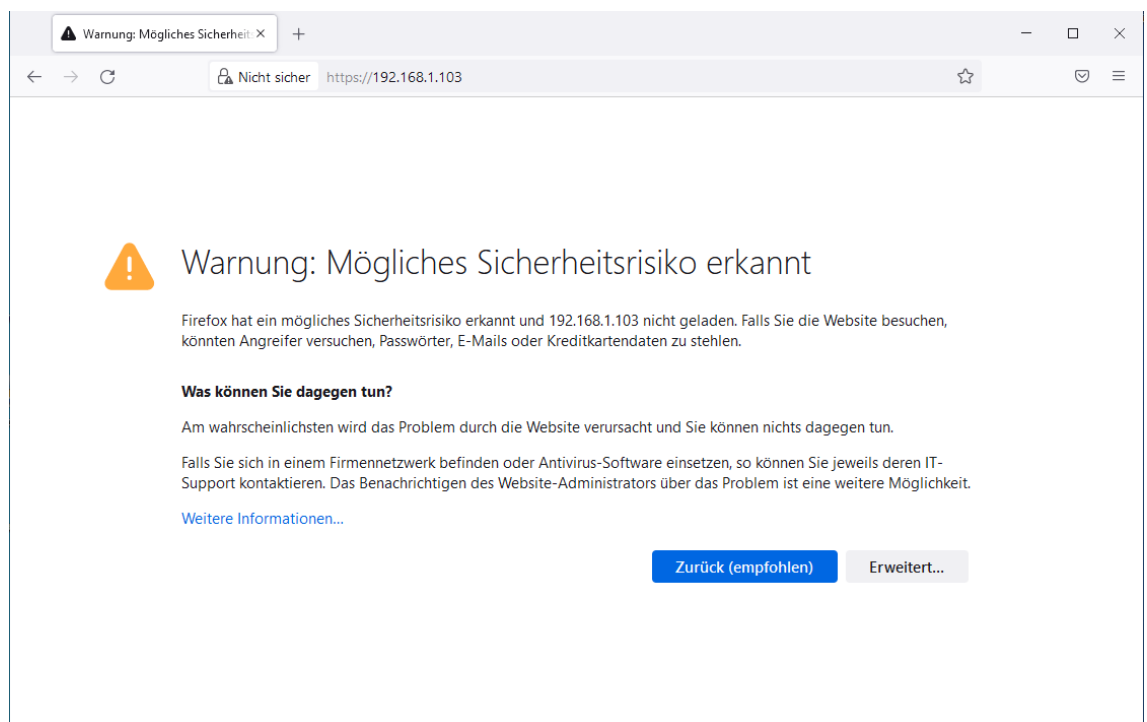 Warnung: Mögliches Sicherheit
Nicht sicher https://192.168.1.103
Warnung: Mögliches Sicherheitsrisiko erkannt
Firefox hat ein mögliches Sicherheitsrisiko erkannt und 192.168.1.103 nicht geladen. Falls Sie die Website besuchen,
könnten Angreifer versuchen, Passwörter, E-Mails oder Kreditkartendaten zu stehlen.
Was können Sie dagegen tun?
Am wahrscheinlichsten wird das Problem durch die Website verursacht und Sie können nichts dagegen tun.
Falls Sie sich in einem Firmennetzwerk befinden oder Antivirus-Software einsetzen, so können Sie jeweils deren IT-
Support kontaktieren. Das Benachrichtigen des Website-Administrators über das Problem ist eine weitere Möglichkeit.
Weitere Informationen...
Zurück (empfohlen) Erweitert...